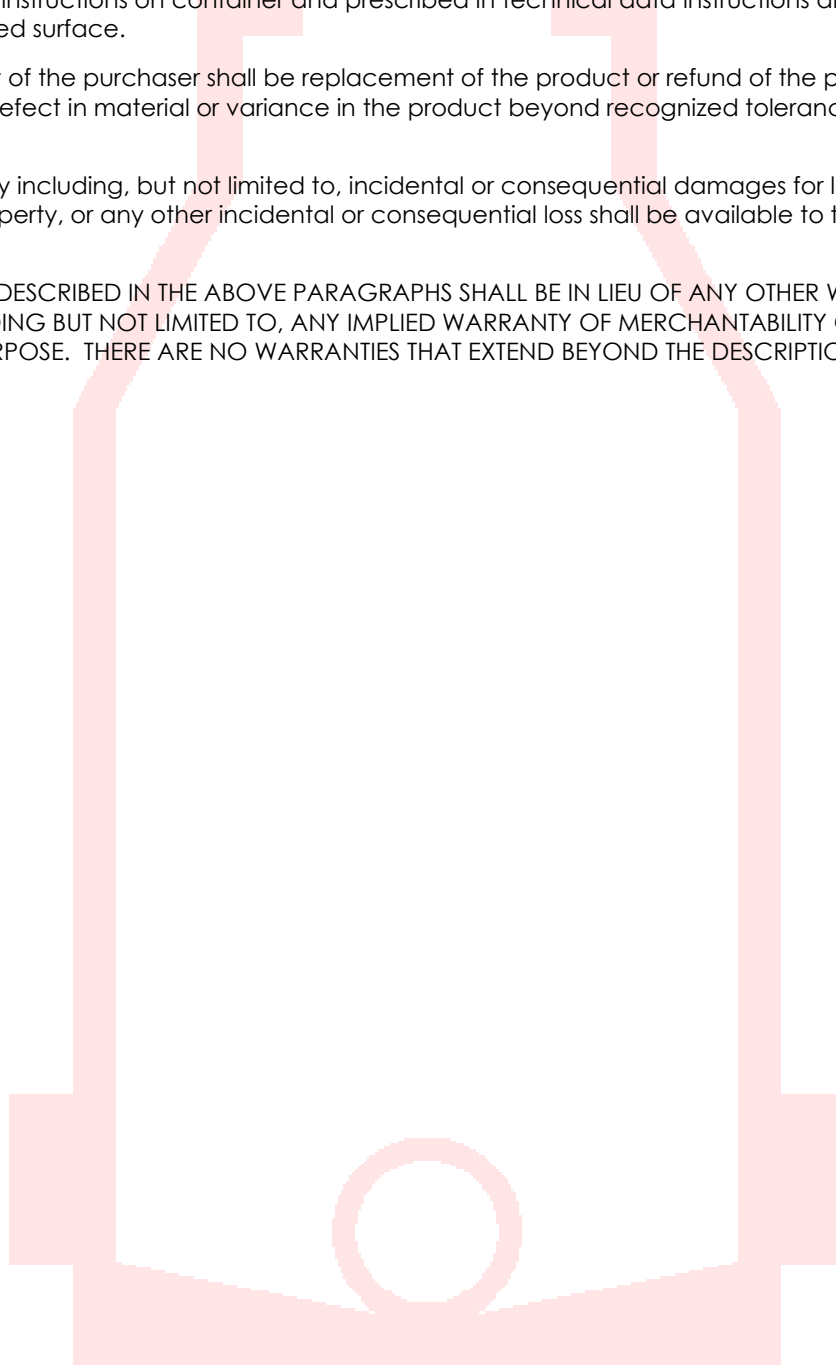 instructions on container and prescribed in technical data instructions
ed surface.
of the purchaser shall be replacement of the product or refund of the
efect in material or variance in the product beyond recognized
y including, but not limited to, incidental or consequential damages for
perty, or any other incidental or consequential loss shall be available to
DESCRIBED IN THE ABOVE PARAGRAPHS SHALL BE IN LIEU OF ANY OTHER
ING BUT NOT LIMITED TO, ANY IMPLIED WARRANTY OF MERCHANTABILITY
RPOSE. THERE ARE NO WARRANTIES THAT EXTEND BEYOND THE